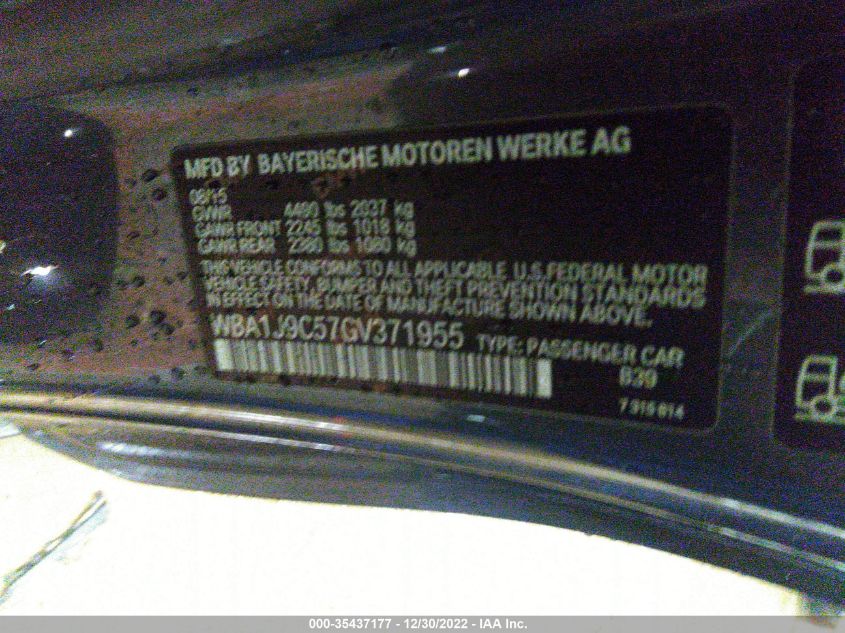 MFD BY BAYERISCHE MOTOREN WERKE AG
08/15
GVWR 4490 lbs 2037 kg
GAWR FRONT 2245 lbs 1018 kg
GAWR REAR 2380 lbs 1080 kg
THIS VEHICLE CONFORMS TO ALL APPLICABLE U.S. FEDERAL MOTOR
VEHICLE SAFETY, BUMPER AND THEFT PREVENTION STANDARDS
IN EFFECT ON THE DATE OF MANUFACTURE SHOWN ABOVE.
WBA1J9C57GV371955 TYPE: PASSENGER CAR
B39
7 319 814
000-35437177 - 12/30/2022 - IAA Inc.